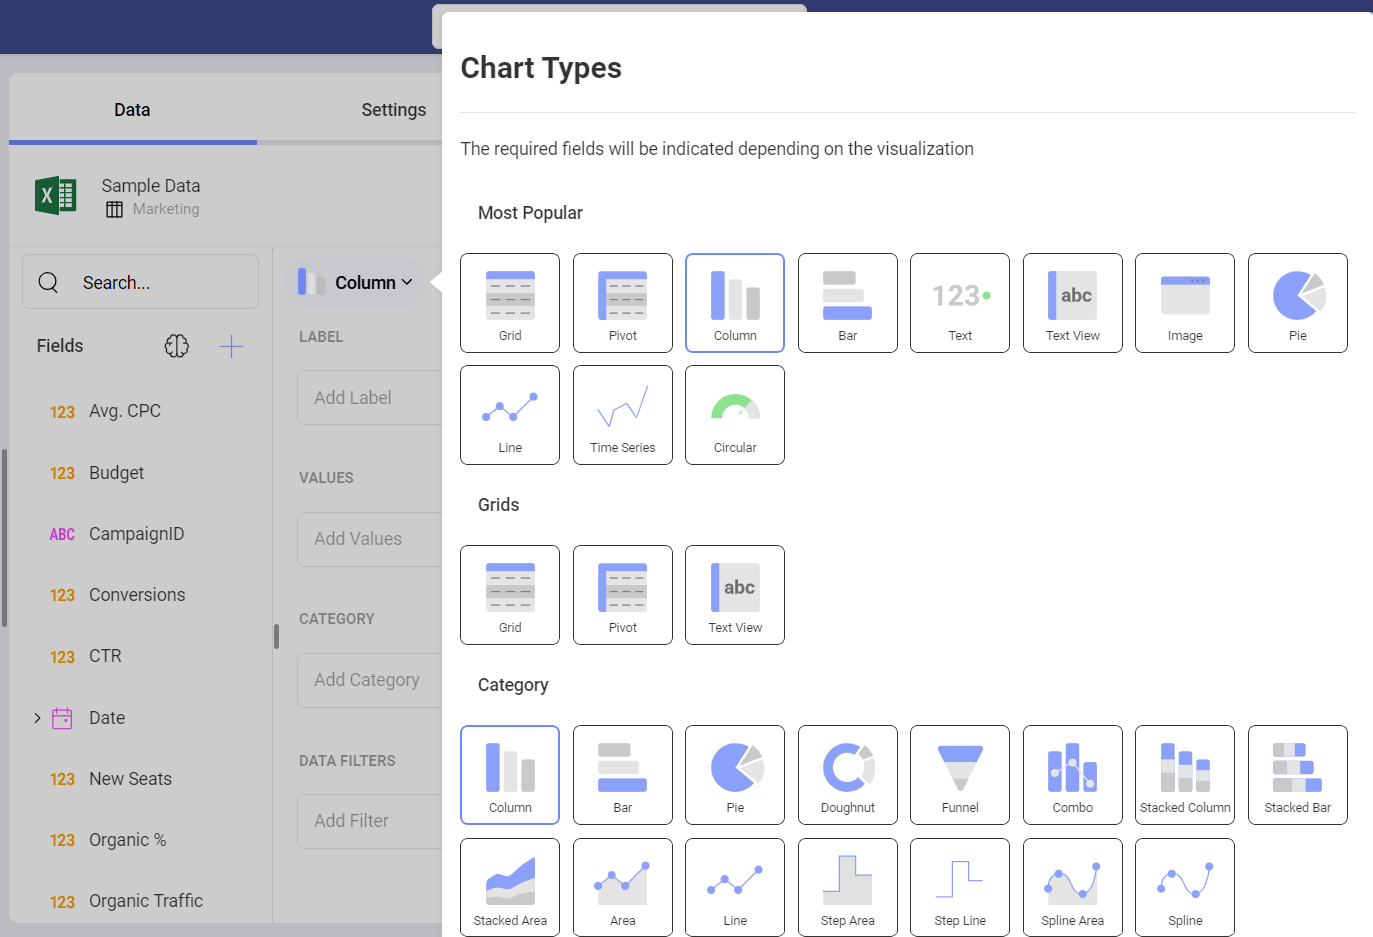 Data
Settings
X
Sample Data
Marketing
Search...
Fields
123 Avg. CPC
123 Budget
ABC CampaignID
123 Conversions
123 CTR
Date
123 New Seats
123 Organic %
123 Organic Traffic
Column
LABEL
Add Label
VALUES
Add Values
CATEGORY
Add Category
DATA FILTERS
Add Filter
Chart Types
The required fields will be indicated depending on the visualization
Most Popular
123 abc
Grid Pivot Column Bar Text Text View Image Pie
Line Time Series Circular
Grids
abc
Grid Pivot Text View
Category
Column Bar Pie Doughnut Funnel Combo Stacked Column Stacked Bar
Stacked Area Area Line Step Area Step Line Spline Area Spline